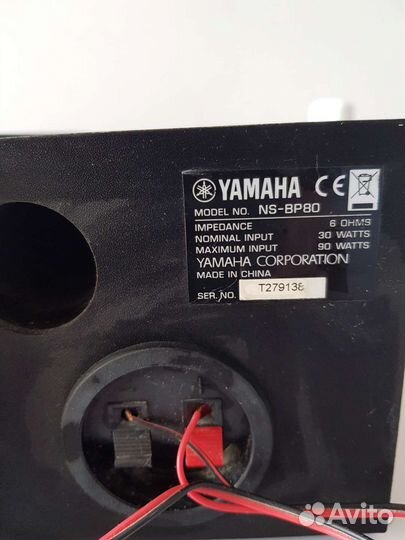 YAMAHA CE
MODEL NO. NS-BP80
IMPEDANCE 6 OHMS
NOMINAL INPUT 30 WATTS
MAXIMUM INPUT 90 WATTS
YAMAHA CORPORATION
MADE IN CHINA
SER. NO. T279138
Avito